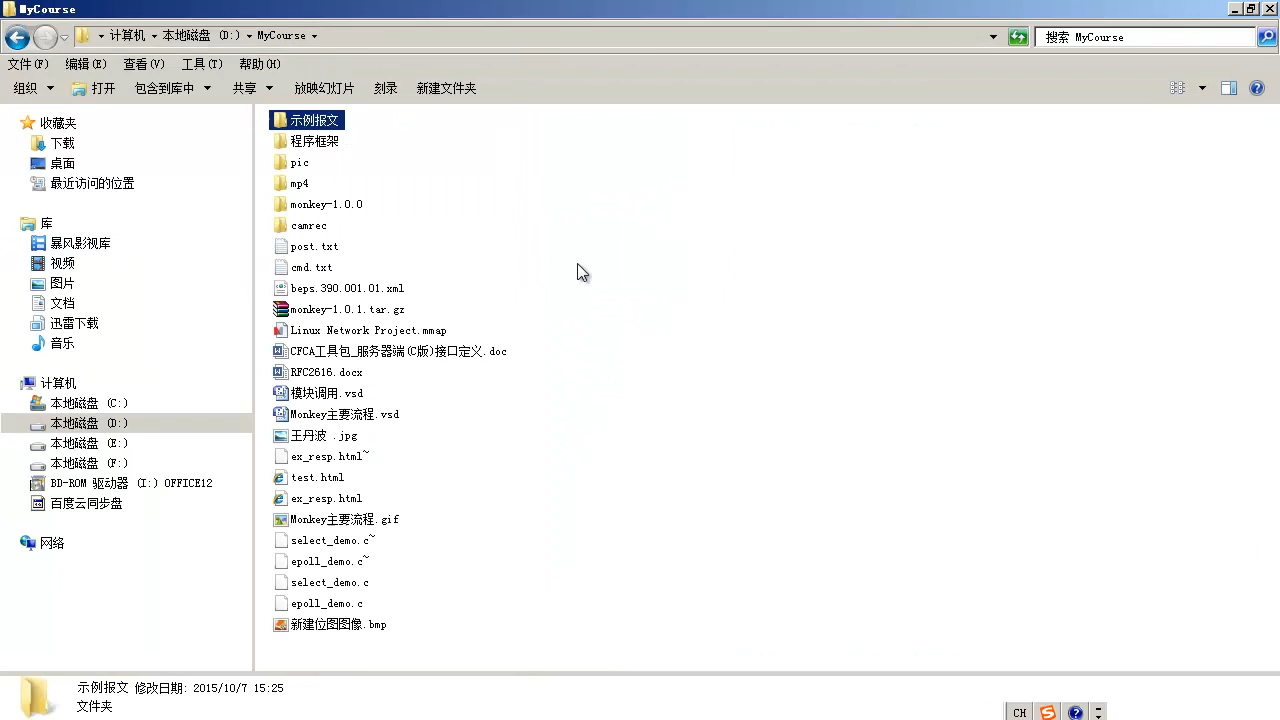 MyCourse
计算机 本地磁盘 (D:) MyCourse
搜索 MyCourse
文件(F) 编辑(E) 查看(V) 工具(T) 帮助(H)
组织 打开 包含到库中 共享 放映幻灯片 刻录 新建文件夹
收藏夹
下载
桌面
最近访问的位置
库
暴风影视库
视频
图片
文档
迅雷下载
音乐
计算机
本地磁盘 (C:)
本地磁盘 (D:)
本地磁盘 (E:)
本地磁盘 (F:)
BD-ROM 驱动器 (I:) OFFICE12
百度云同步盘
网络
示例报文
程序框架
pic
mp4
monkey-1.0.0
camrec
post.txt
cmd.txt
beps.390.001.01.xml
monkey-1.0.1.tar.gz
Linux Network Project.mmap
CFCA工具包_服务器端(C版)接口定义.doc
RFC2616.docx
模块调用.vsd
Monkey主要流程.vsd
王丹波 .jpg
ex_resp.html~
test.html
ex_resp.html
Monkey主要流程.gif
select_demo.c~
epoll_demo.c~
select_demo.c
epoll_demo.c
新建位图图像.bmp
示例报文 修改日期: 2015/10/7 15:25
文件夹
CH